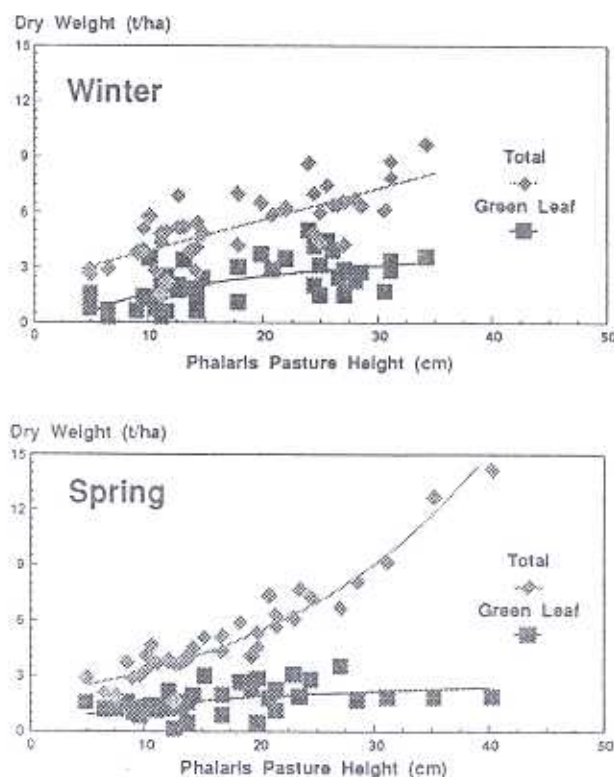 Dry Weight (t/ha)
15
12
9
6
3
0
Winter
Total
Green Leaf
0 10 20 30 40 50
Phalaris Pasture Height (cm)
Dry Weight (t/ha)
15
12
9
6
3
0
Spring
Total
Green Leaf
0 10 20 30 40 50
Phalaris Pasture Height (cm)